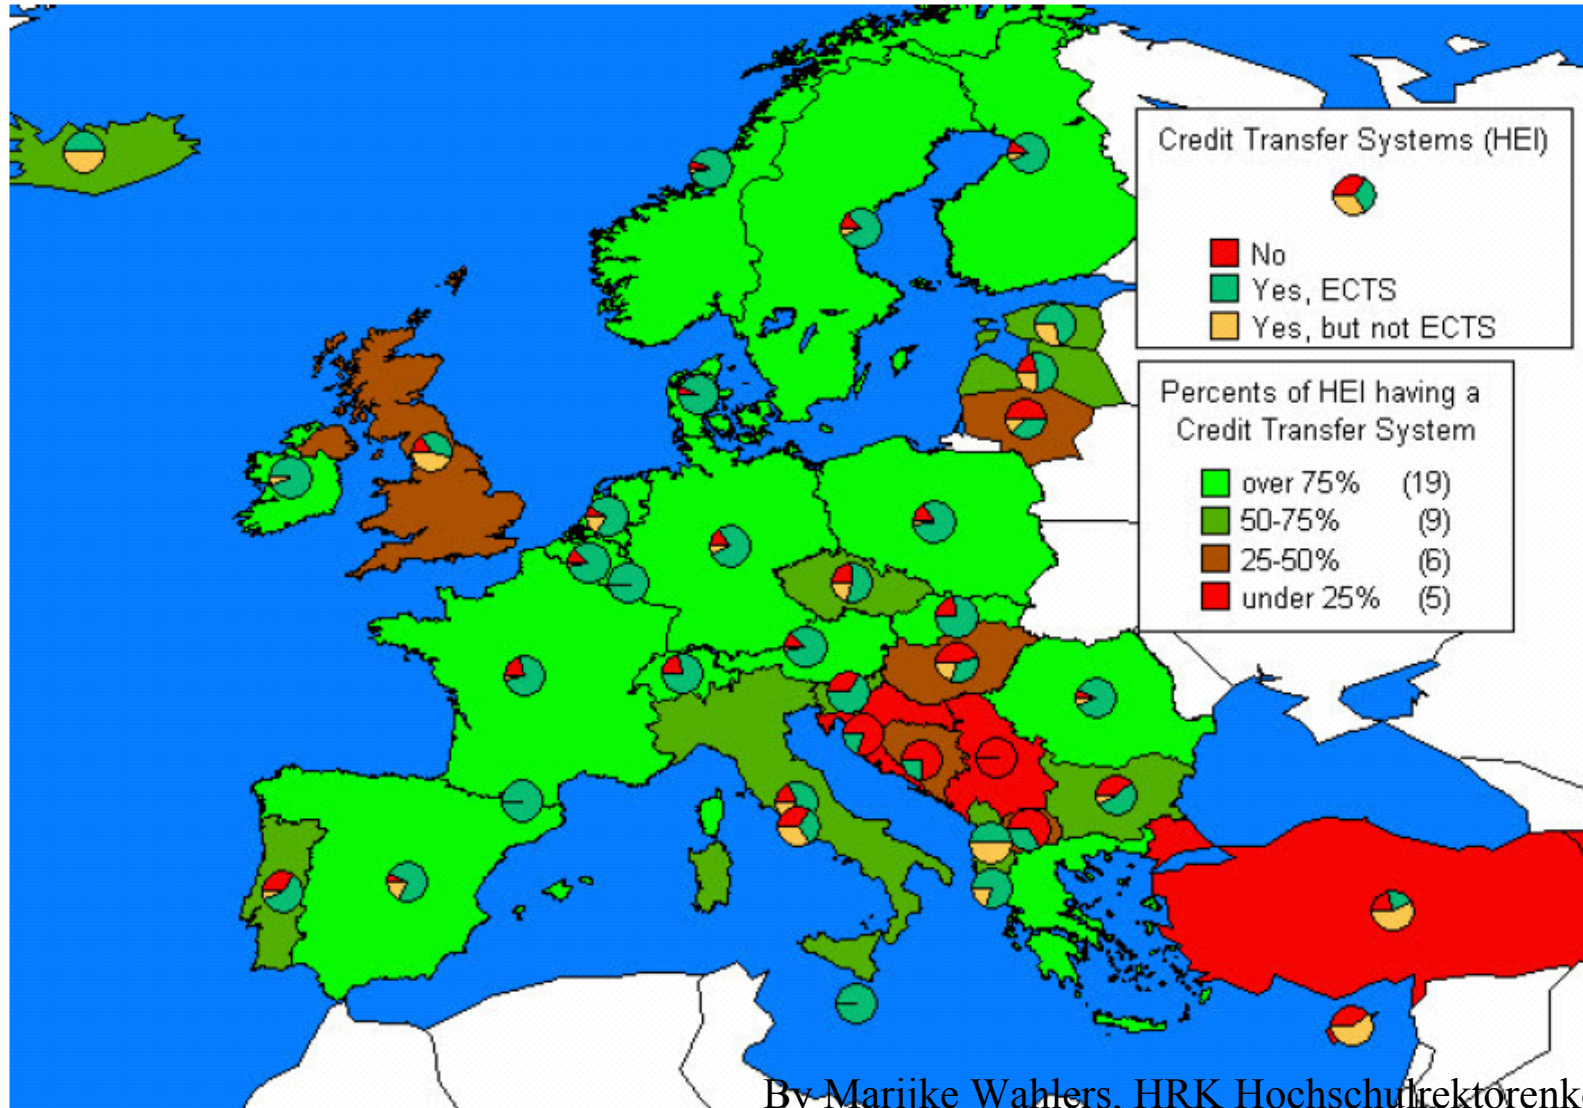 Credit Transfer Systems (HEI)
No
Yes, ECTS
Yes, but not ECTS
Percents of HEI having a
Credit Transfer System
over 75% (19)
50-75% (9)
25-50% (6)
under 25% (5)
By Marijke Wahlers, HRK Hochschulrektorenk